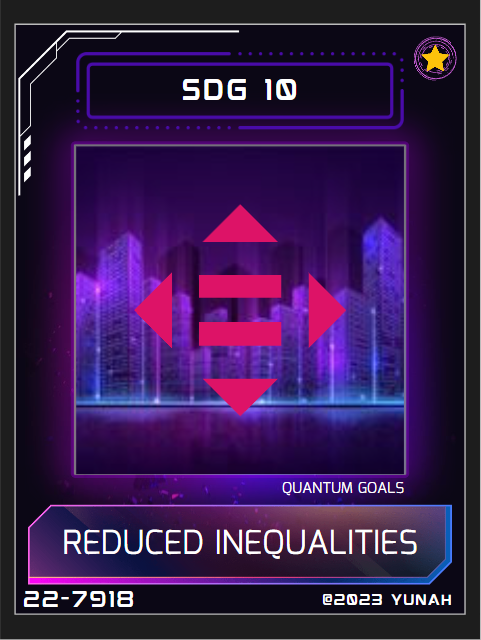 SDG 10
QUANTUM GOALS
REDUCED INEQUALITIES
22-7918
©2023 YUNAH